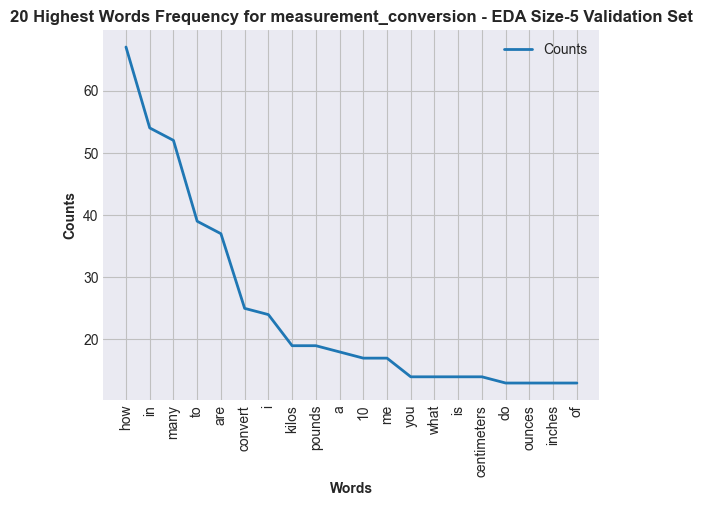 20 Highest Words Frequency for measurement_conversion - EDA Size-5 Validation Set
Counts
60
50
40
30
20
Counts
how
in
many
to
are
convert
i
kilos
pounds
a
10
me
you
what
is
centimeters
do
ounces
inches
of
Words